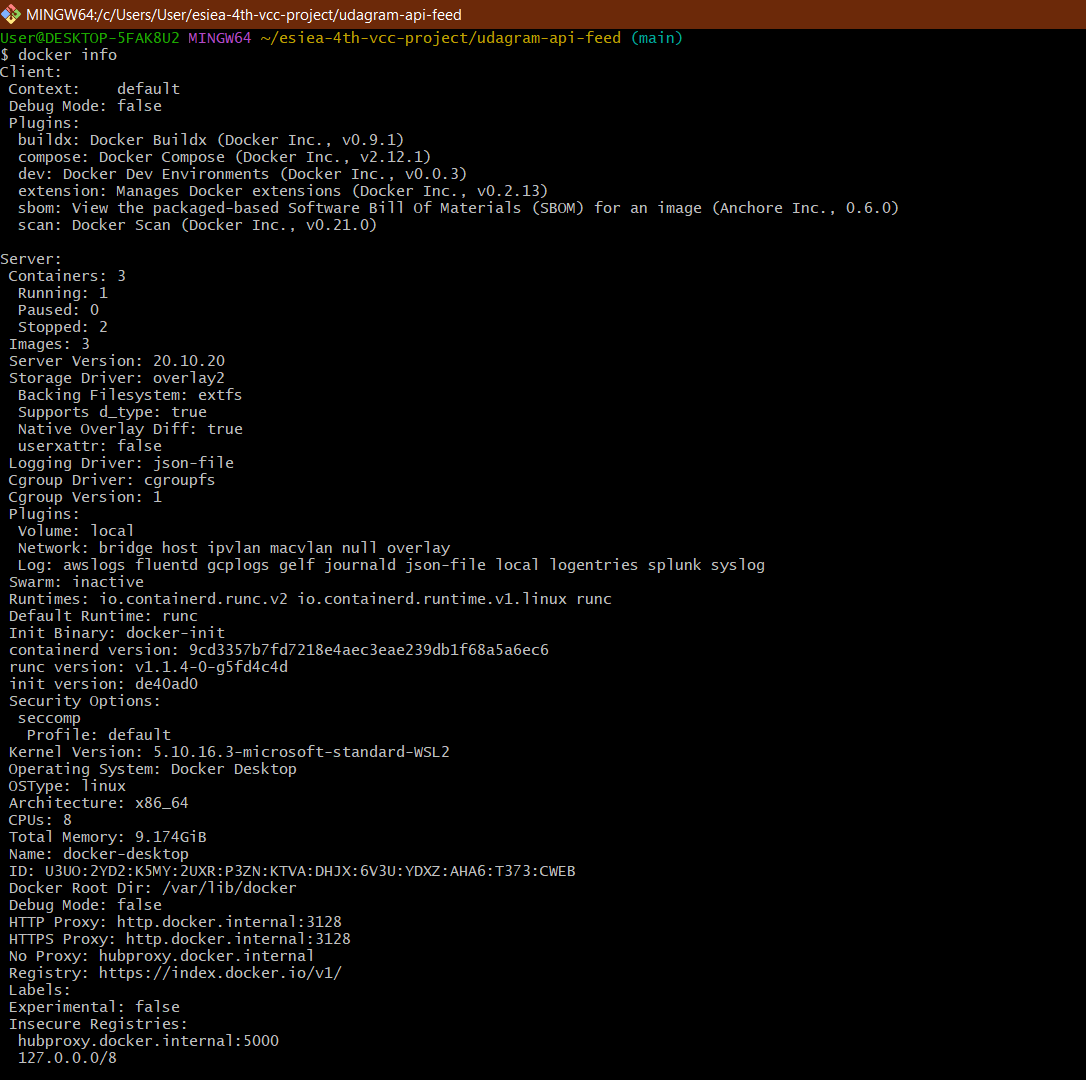 MINGW64:/c/Users/User/esiea-4th-vcc-project/udagram-api-feed
User@DESKTOP-5FAK8U2 MINGW64 ~/esiea-4th-vcc-project/udagram-api-feed (main)
$ docker info
Client:
 Context:    default
 Debug Mode: false
 Plugins:
  buildx: Docker Buildx (Docker Inc., v0.9.1)
  compose: Docker Compose (Docker Inc., v2.12.1)
  dev: Docker Dev Environments (Docker Inc., v0.0.3)
  extension: Manages Docker extensions (Docker Inc., v0.2.13)
  sbom: View the packaged-based Software Bill Of Materials (SBOM) for an image (Anchore Inc., 0.6.0)
  scan: Docker Scan (Docker Inc., v0.21.0)

Server:
 Containers: 3
  Running: 1
  Paused: 0
  Stopped: 2
 Images: 3
 Server Version: 20.10.20
 Storage Driver: overlay2
  Backing Filesystem: extfs
  Supports d_type: true
  Native Overlay Diff: true
  userxattr: false
 Logging Driver: json-file
 Cgroup Driver: cgroupfs
 Cgroup Version: 1
 Plugins:
  Volume: local
  Network: bridge host ipvlan macvlan null overlay
  Log: awslogs fluentd gcplogs gelf journald json-file local logentries splunk syslog
 Swarm: inactive
 Runtimes: io.containerd.runc.v2 io.containerd.runtime.v1.linux runc
 Default Runtime: runc
 Init Binary: docker-init
 containerd version: 9cd3357b7fd7218e4aec3eae239db1f68a5a6ec6
 runc version: v1.1.4-0-g5fd4c4d
 init version: de40ad0
 Security Options:
  seccomp
   Profile: default
 Kernel Version: 5.10.16.3-microsoft-standard-WSL2
 Operating System: Docker Desktop
 OSType: linux
 Architecture: x86_64
 CPUs: 8
 Total Memory: 9.174GiB
 Name: docker-desktop
 ID: U3UO:2YD2:K5MY:2UXR:P3ZN:KTVA:DHJX:6V3U:YDXZ:AHA6:T373:CWEB
 Docker Root Dir: /var/lib/docker
 Debug Mode: false
 HTTP Proxy: http.docker.internal:3128
 HTTPS Proxy: http.docker.internal:3128
 No Proxy: hubproxy.docker.internal
 Registry: https://index.docker.io/v1/
 Labels:
 Experimental: false
 Insecure Registries:
  hubproxy.docker.internal:5000
  127.0.0.0/8